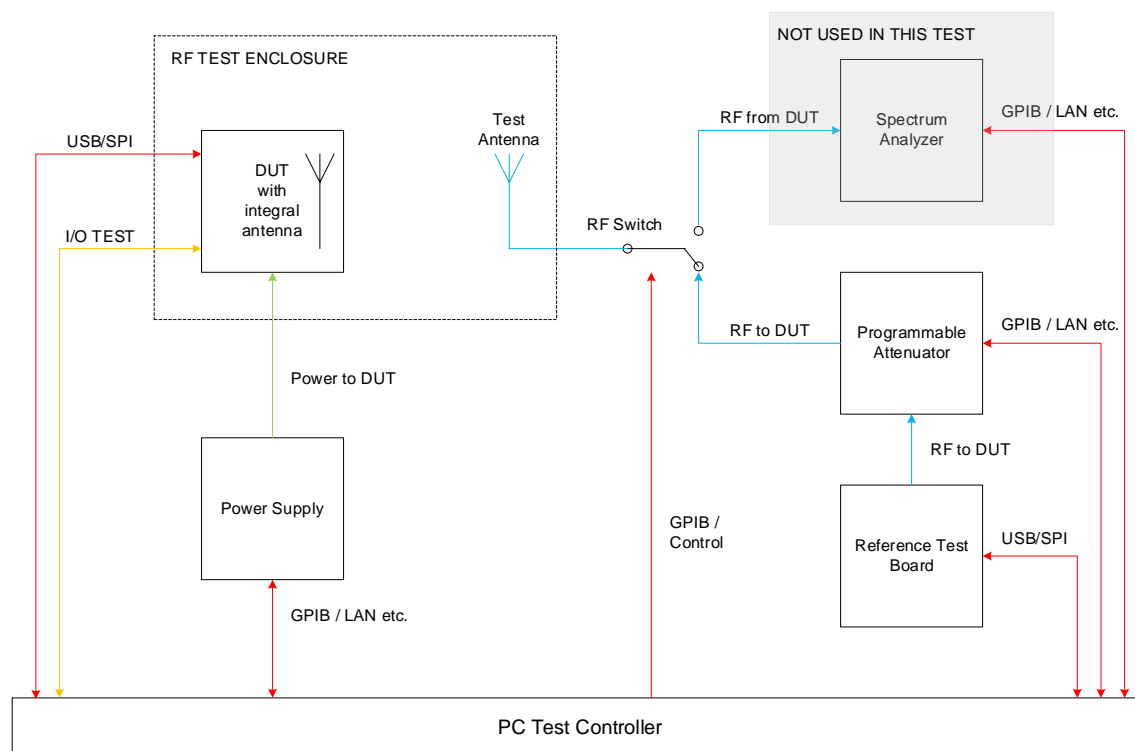 NOT USED IN THIS TEST
RF TEST ENCLOSURE
Test
Antenna
RF from DUT
Spectrum
Analyzer
GPIB / LAN etc.
USB/SPI
DUT
with
integral
antenna
RF Switch
I/O TEST
RF to DUT
Programmable
Attenuator
GPIB / LAN etc.
Power to DUT
RF to DUT
Power Supply
GPIB /
Control
Reference Test
Board
USB/SPI
GPIB / LAN etc.
PC Test Controller